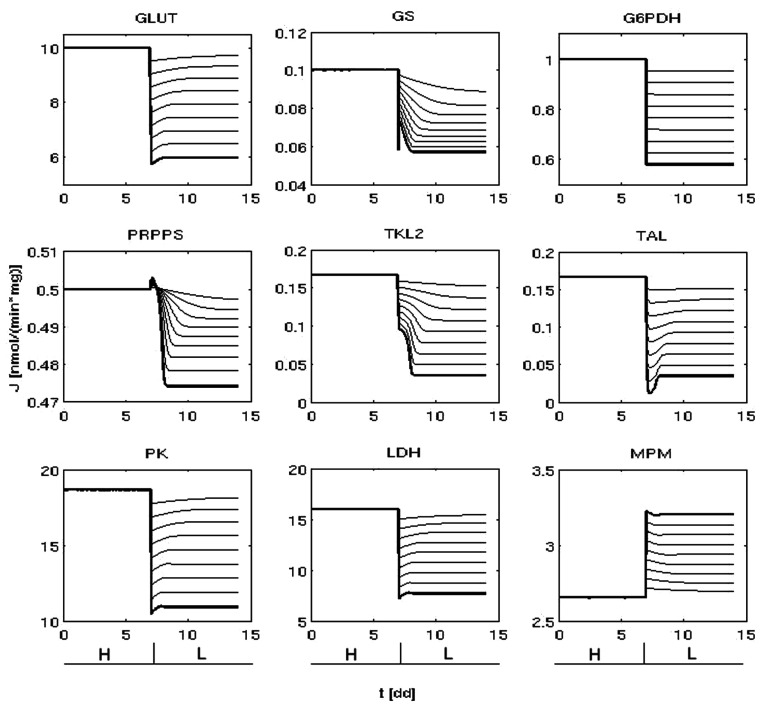 GLUT GS G6PDH
10 8 6
0.12 0.1 0.08 0.06 0.04
1 0.8 0.6
0 5 10 15 0 5 10 15 0 5 10 15
PRPPS TKL2 TAL
J [nmol/(min*mg)]
0.51 0.5 0.49 0.48 0.47
0.2 0.15 0.1 0.05 0
0.2 0.15 0.1 0.05 0
0 5 10 15 0 5 10 15 0 5 10 15
PK LDH MPM
20 15 10
20 15 10 5
3.5 3 2.5
0 5 10 15 0 5 10 15 0 5 10 15
H L H L H L
t [dd]